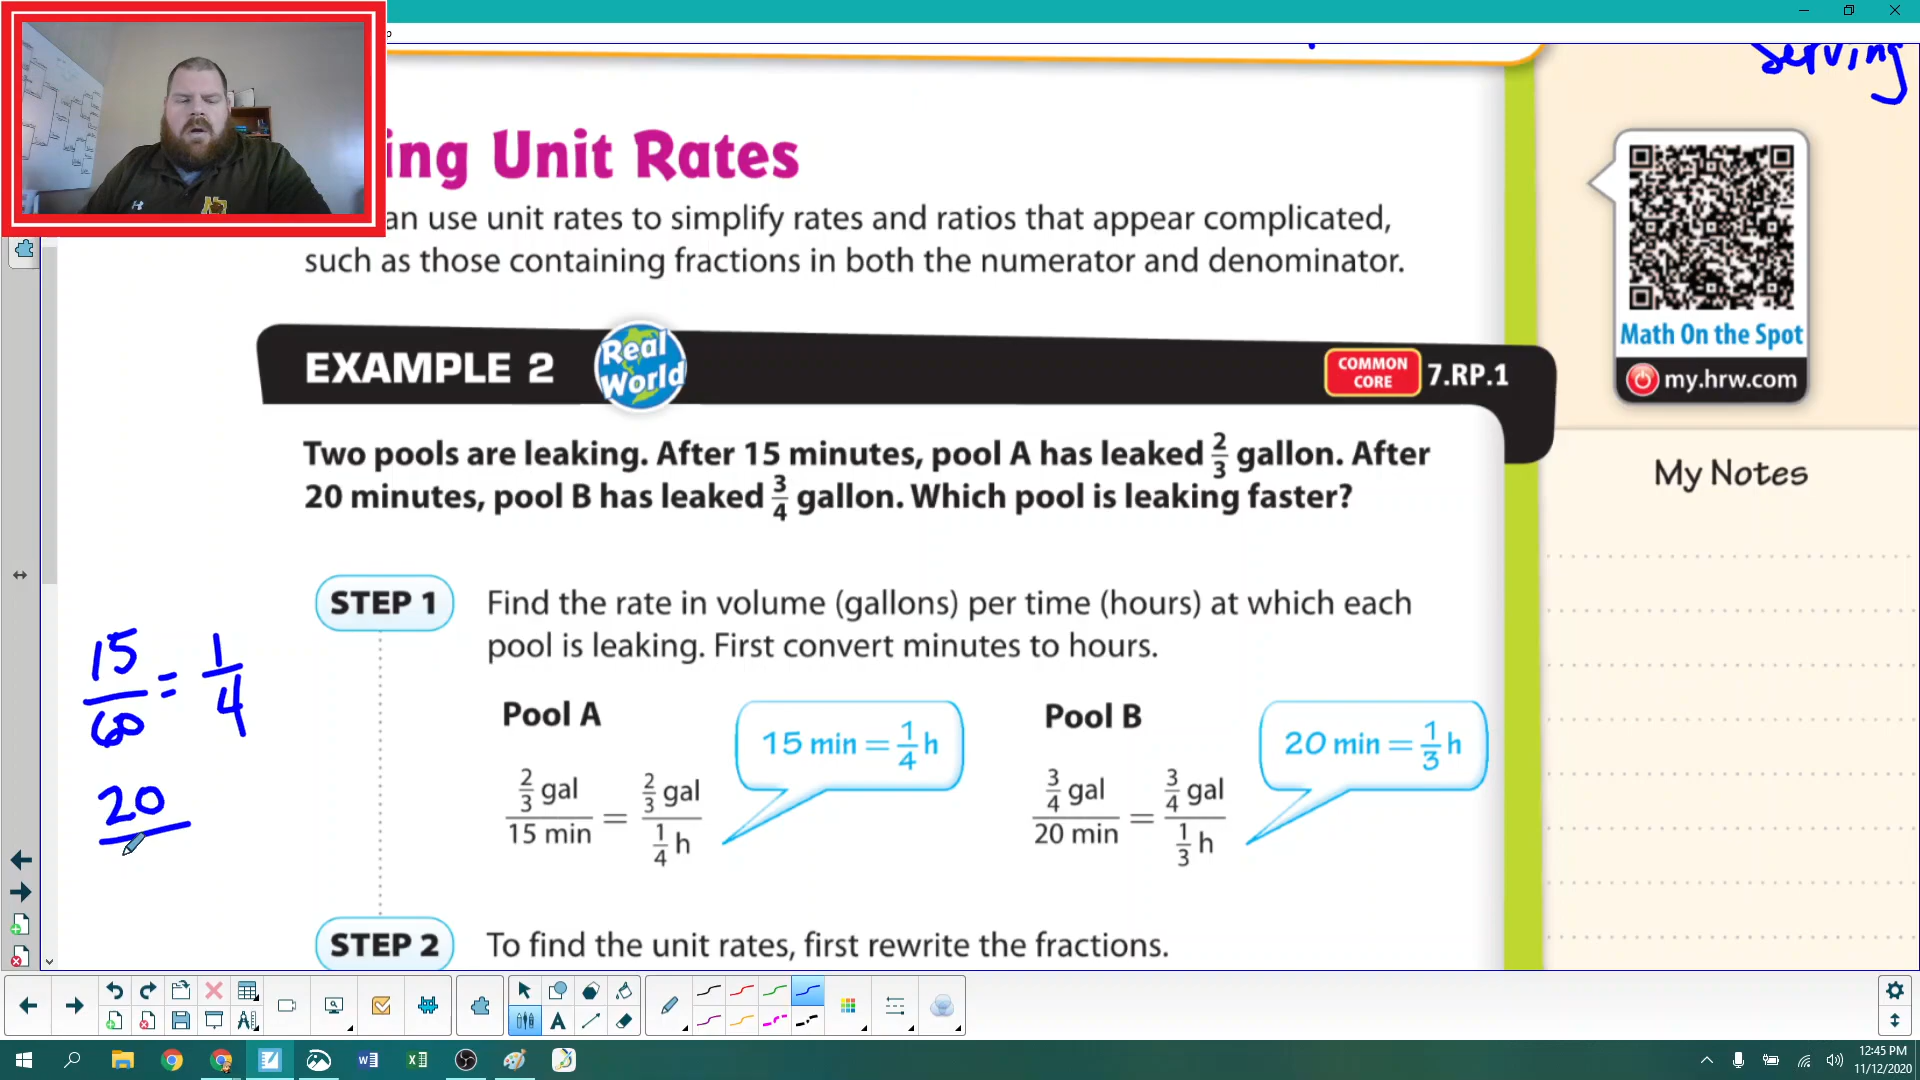 serving
ing Unit Rates
an use unit rates to simplify rates and ratios that appear complicated,
such as those containing fractions in both the numerator and denominator.
Math On the Spot
my.hrw.com
EXAMPLE 2
Real World
COMMON CORE
7.RP.1
Two pools are leaking. After 15 minutes, pool A has leaked 2/3 gallon. After
20 minutes, pool B has leaked 3/4 gallon. Which pool is leaking faster?
My Notes
STEP 1
Find the rate in volume (gallons) per time (hours) at which each
pool is leaking. First convert minutes to hours.
15/60 = 1/4
20
Pool A
15 min = 1/4 h
2/3 gal / 15 min = 2/3 gal / 1/4 h
Pool B
20 min = 1/3 h
3/4 gal / 20 min = 3/4 gal / 1/3 h
STEP 2
To find the unit rates, first rewrite the fractions.
12:45 PM
11/12/2020